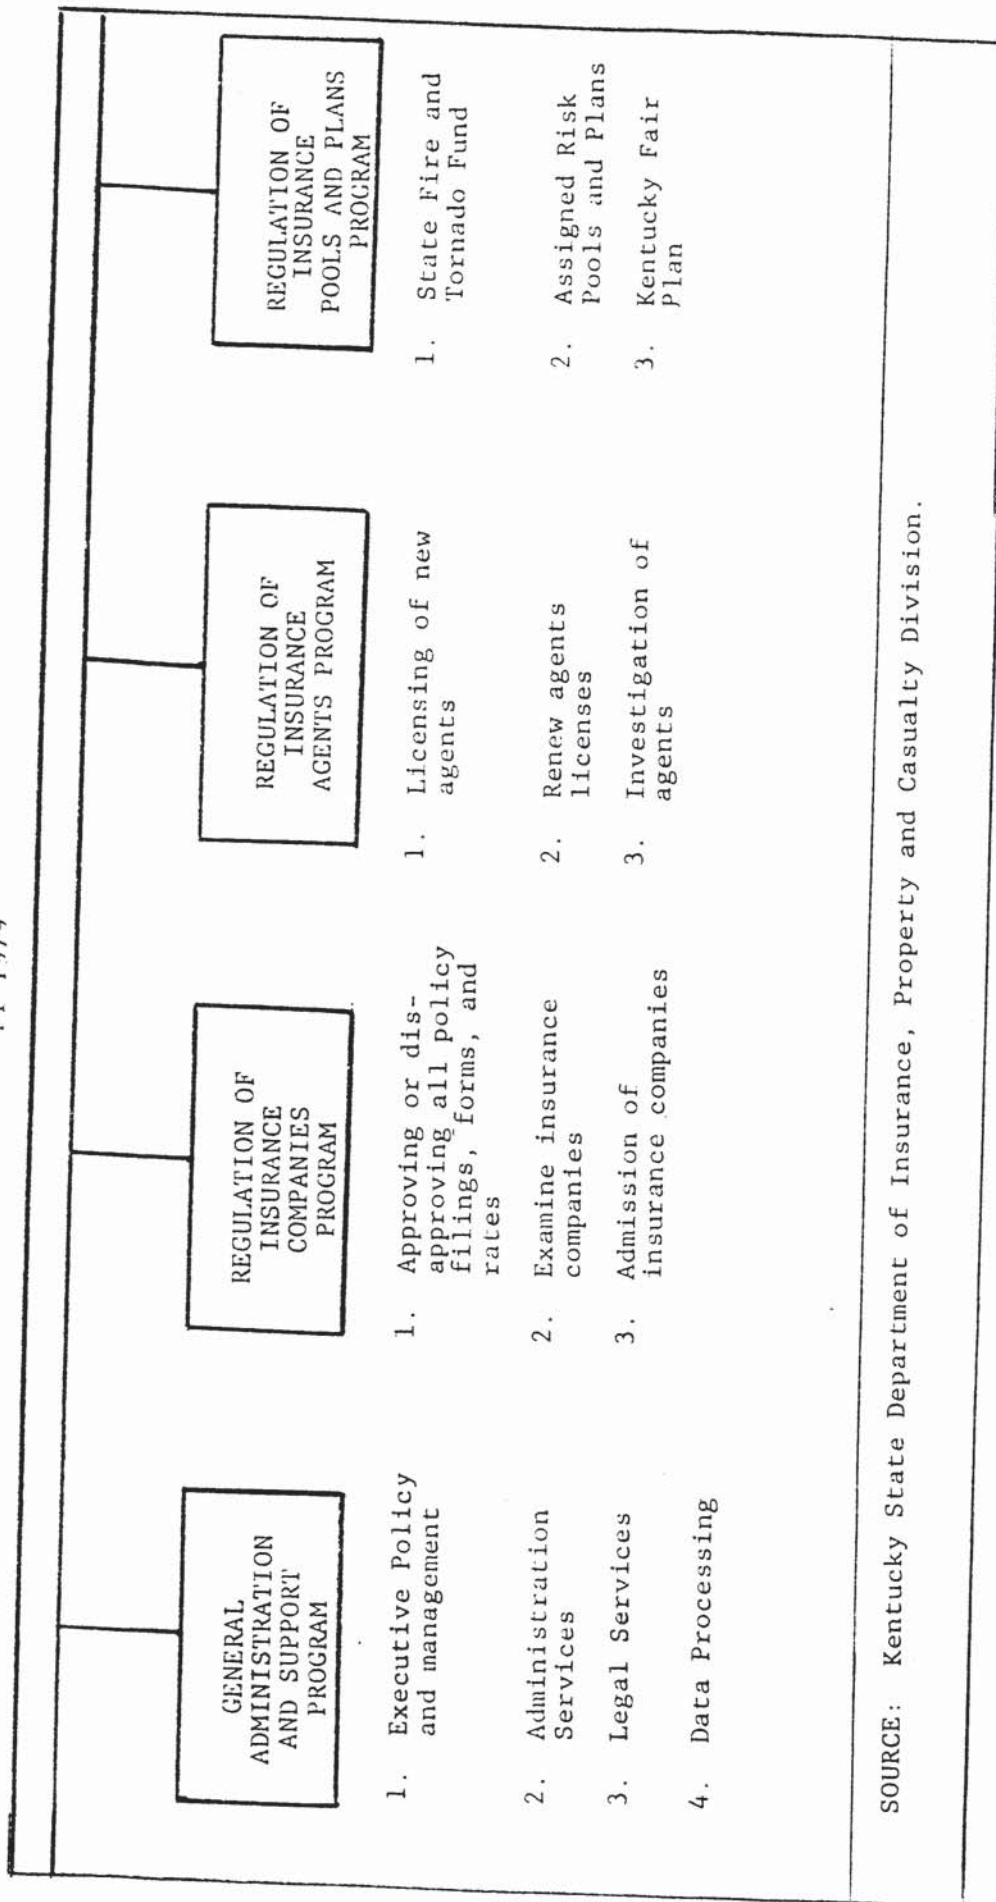 GENERAL
ADMINISTRATION
AND SUPPORT
PROGRAM
1. Executive Policy
and management
2. Administration
Services
3. Legal Services
4. Data Processing
REGULATION OF
INSURANCE
COMPANIES
PROGRAM
1. Approving or dis-
approving all policy
filings, forms, and
rates
2. Examine insurance
companies
3. Admission of
insurance companies
REGULATION OF
INSURANCE
AGENTS PROGRAM
1. Licensing of new
agents
2. Renew agents
licenses
3. Investigation of
agents
REGULATION OF
INSURANCE
POOLS AND PLANS
PROGRAM
1. State Fire and
Tornado Fund
2. Assigned Risk
Pools and Plans
3. Kentucky Fair
Plan
SOURCE: Kentucky State Department of Insurance, Property and Casualty Division.